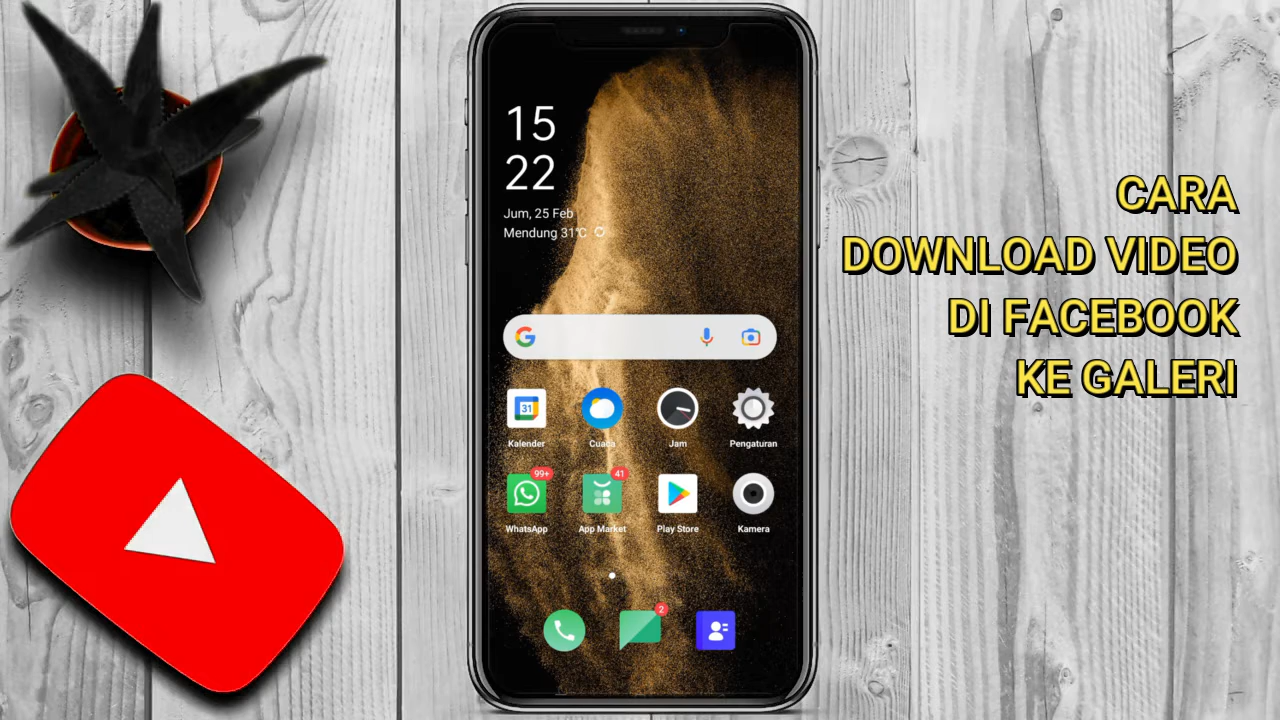 15
22
Jum, 25 Feb
Mendung 31°C
31
Kalender
Cuaca
Jam
Pengaturan
99+
41
WhatsApp
App Market
Play Store
Kamera
2
CARA
DOWNLOAD VIDEO
DI FACEBOOK
KE GALERI